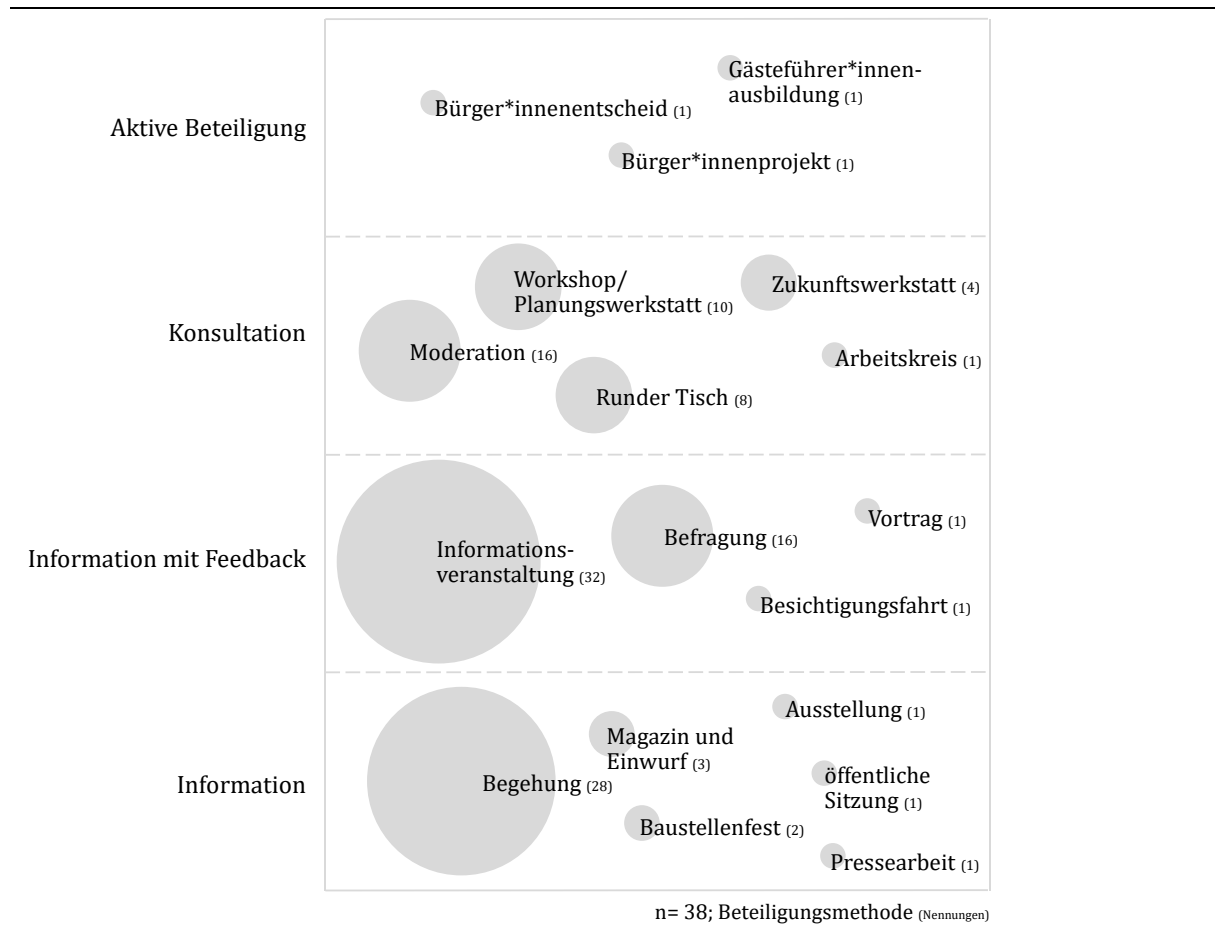 Aktive Beteiligung
Gästeführer*innen-
ausbildung (1)
Bürger*innenentscheid (1)
Bürger*innenprojekt (1)
Konsultation
Workshop/
Planungswerkstatt (10)
Zukunftswerkstatt (4)
Moderation (16)
Arbeitskreis (1)
Runder Tisch (8)
Information mit Feedback
Informations-
veranstaltung (32)
Befragung (16)
Vortrag (1)
Besichtigungsfahrt (1)
Information
Begehung (28)
Magazin und
Einwurf (3)
Baustellenfest (2)
Ausstellung (1)
öffentliche
Sitzung (1)
Pressearbeit (1)
n= 38; Beteiligungsmethode (Nennungen)